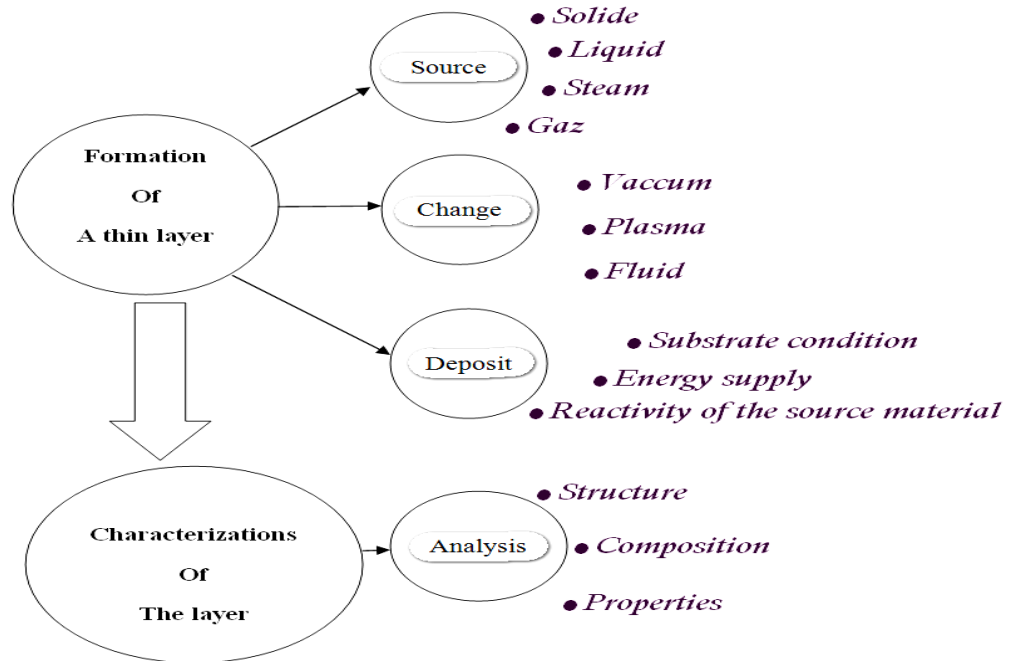 • Solide
• Liquid
Source
• Steam
• Gaz
Formation
Of
A thin layer
• Vaccum
Change
• Plasma
• Fluid
• Substrate condition
Deposit
• Energy supply
• Reactivity of the source material
• Structure
Characterizations
Of
The layer
Analysis
• Composition
• Properties